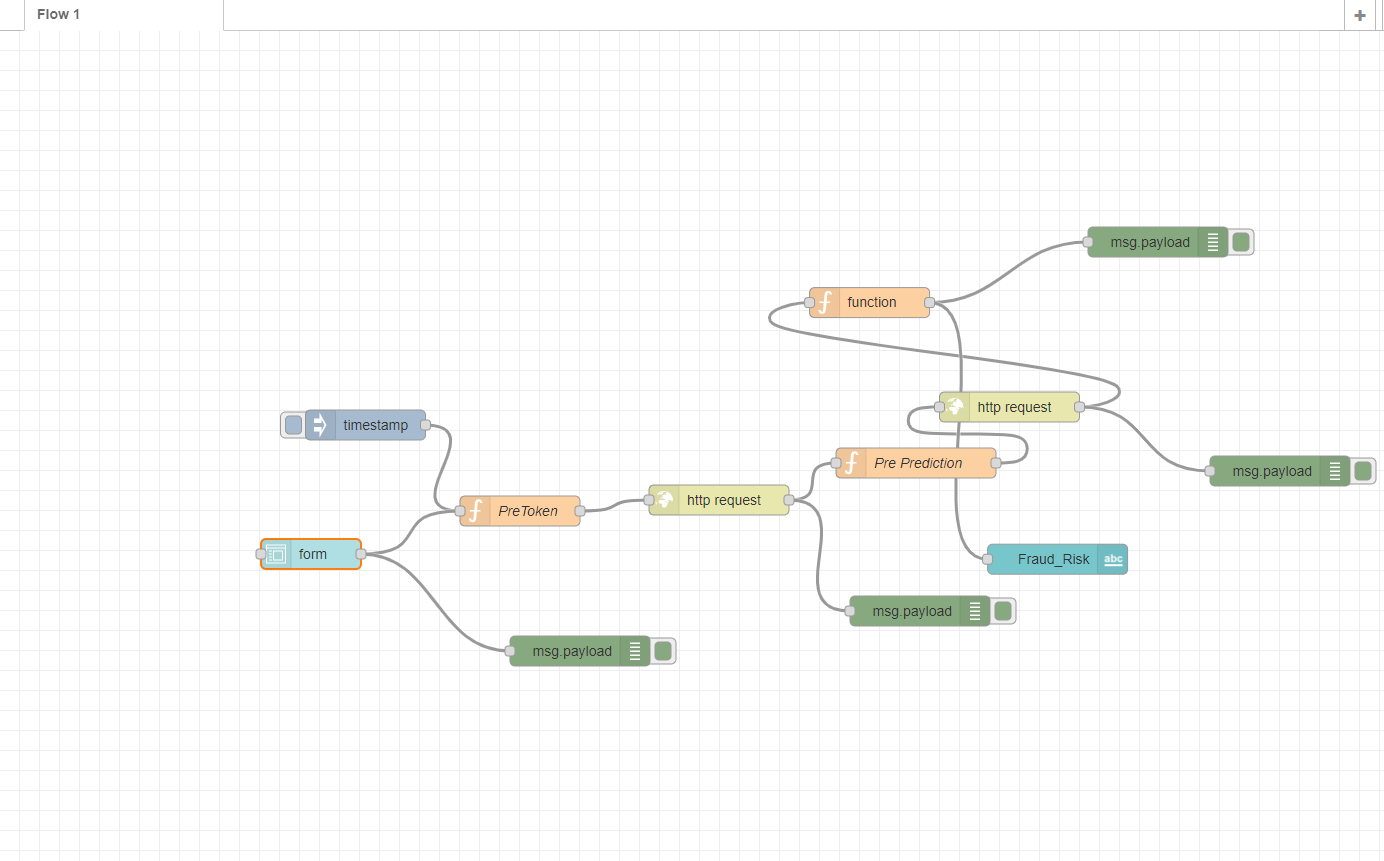 Flow 1
+
msg.payload
function
http request
timestamp
Pre Prediction
msg.payload
http request
PreToken
form
Fraud_Risk
abc
msg.payload
msg.payload